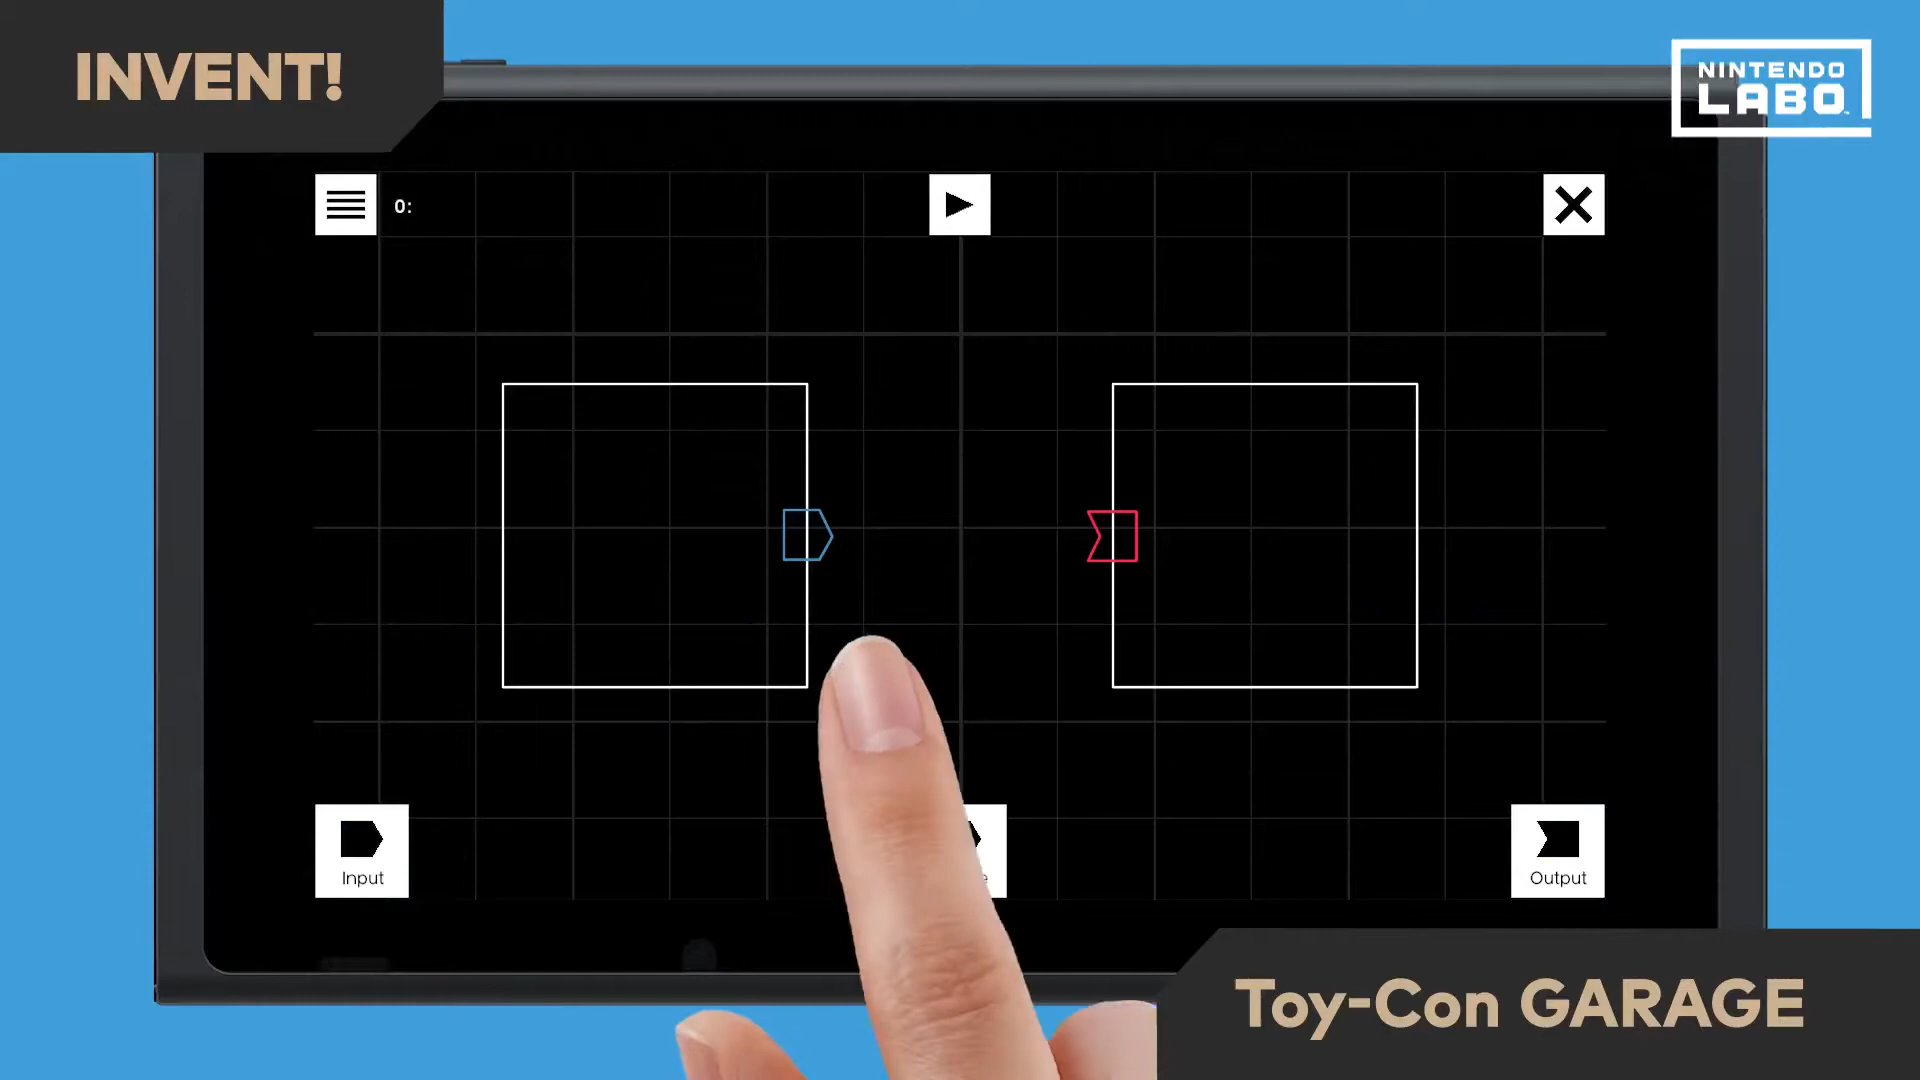 INVENT!
NINTENDO
LABO
0:
Input
Output
Toy-Con GARAGE